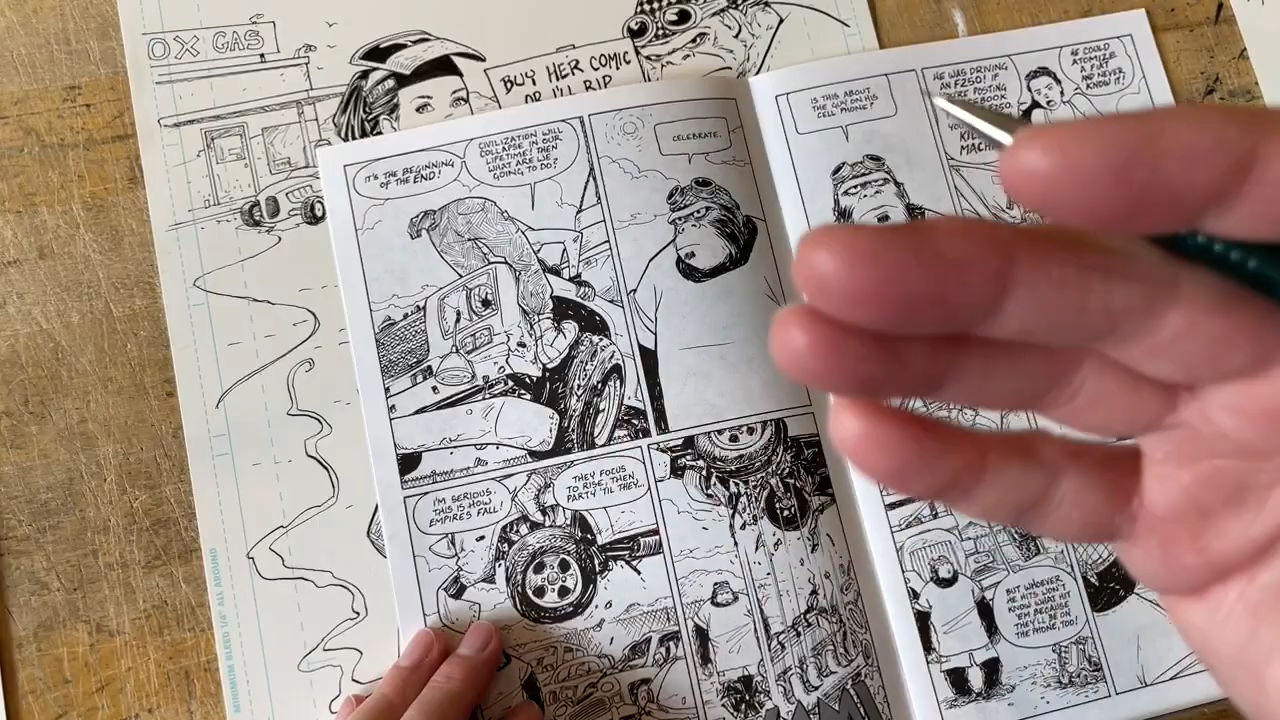 OX GAS
BUY HER COMIC
OR I'LL RIP
IT'S THE BEGINNING
OF THE END!
CIVILIZATION WILL
COLLAPSE IN OUR
LIFETIME! THEN
WHAT ARE WE
GOING TO DO?
CELEBRATE.
I'M SERIOUS.
THIS IS HOW
EMPIRES FALL!
THEY FOCUS
TO RISE, THEN
PARTY 'TIL THEY...
IS THIS ABOUT
THE GUY ON HIS
CELL PHONE?
HE WAS DRIVING
AN F250! IF
YOU'RE POSTING
HE COULD
ATOMIZE
A FIAT
AND NEVER
KNOW IT!
BUT WHOEVER
HE HITS WON'T
KNOW WHAT HIT
'EM BECAUSE
THEY'LL BE ON
THE PHONE, TOO!
MINIMUM BLEED 1/4" ALL AROUND